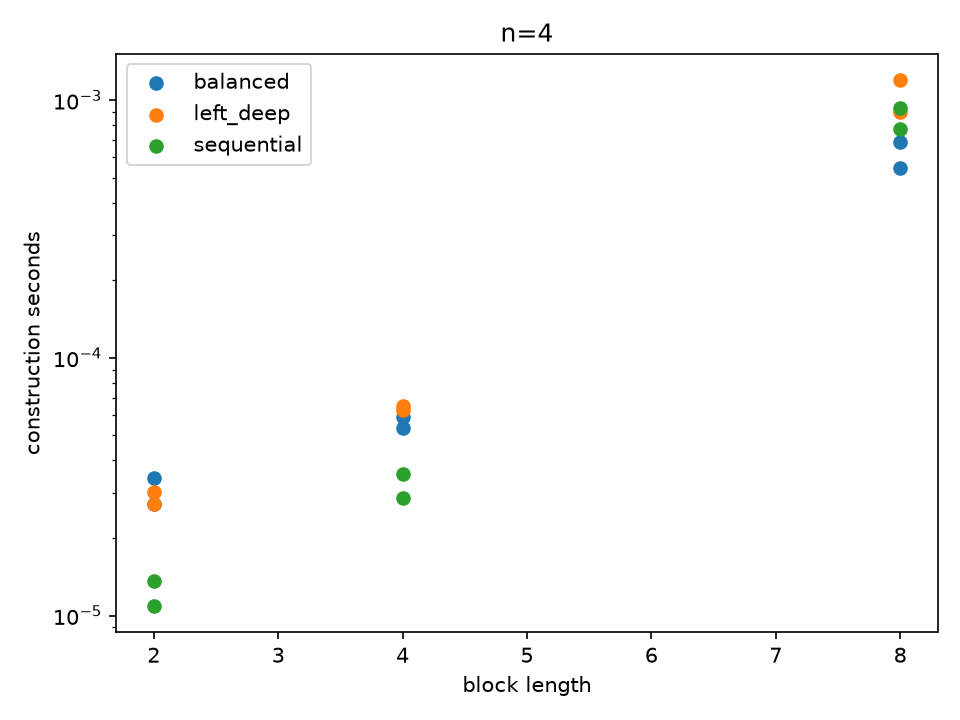 n=4
balanced
left_deep
sequential
construction seconds
10⁻³
10⁻⁴
10⁻⁵
2 3 4 5 6 7 8
block length